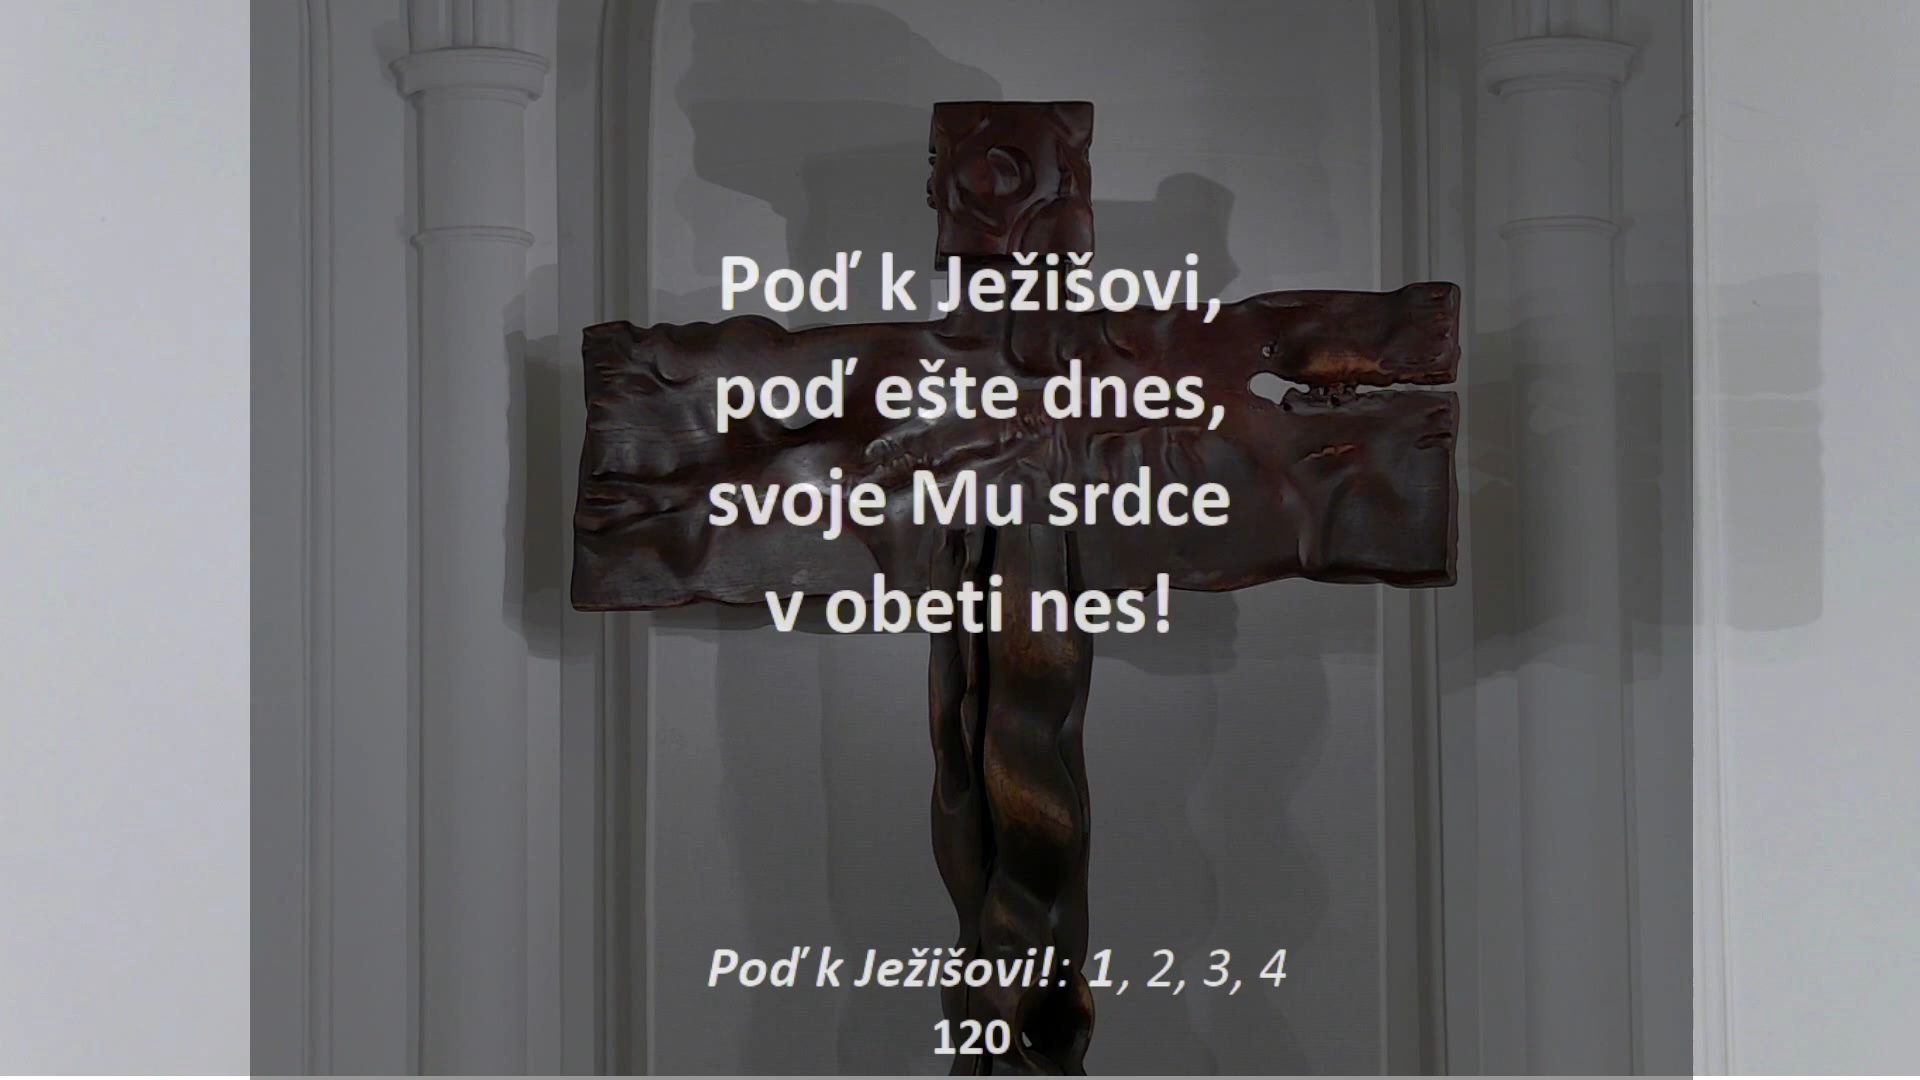 Poď k Ježišovi,
poď ešte dnes,
svoje Mu srdce
v obeti nes!
Poď k Ježišovi!: 1, 2, 3, 4
120